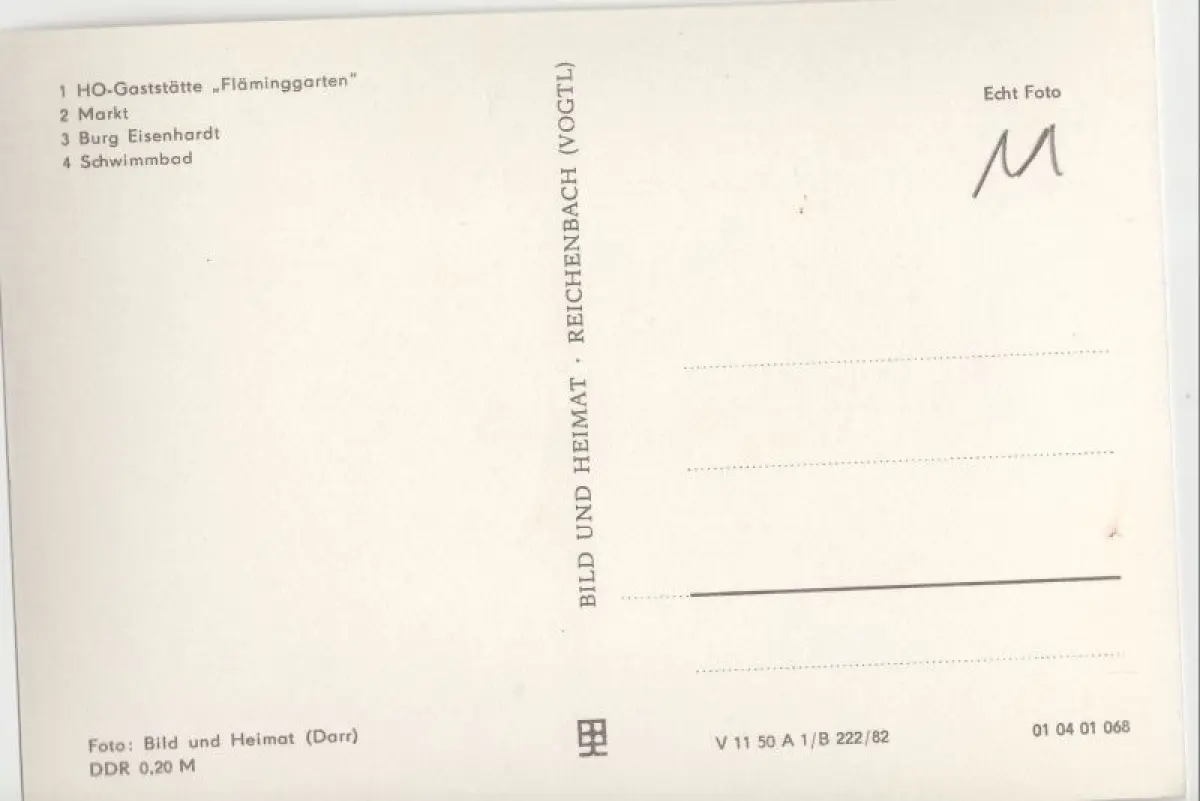 1 HO-Gaststätte „Fläminggarten"
2 Markt
3 Burg Eisenhardt
4 Schwimmbad
Foto: Bild und Heimat (Darr)
DDR 0,20 M
BILD UND HEIMAT · REICHENBACH (VOGTL)
Echt Foto
V 11 50 A 1/B 222/82
01 04 01 068